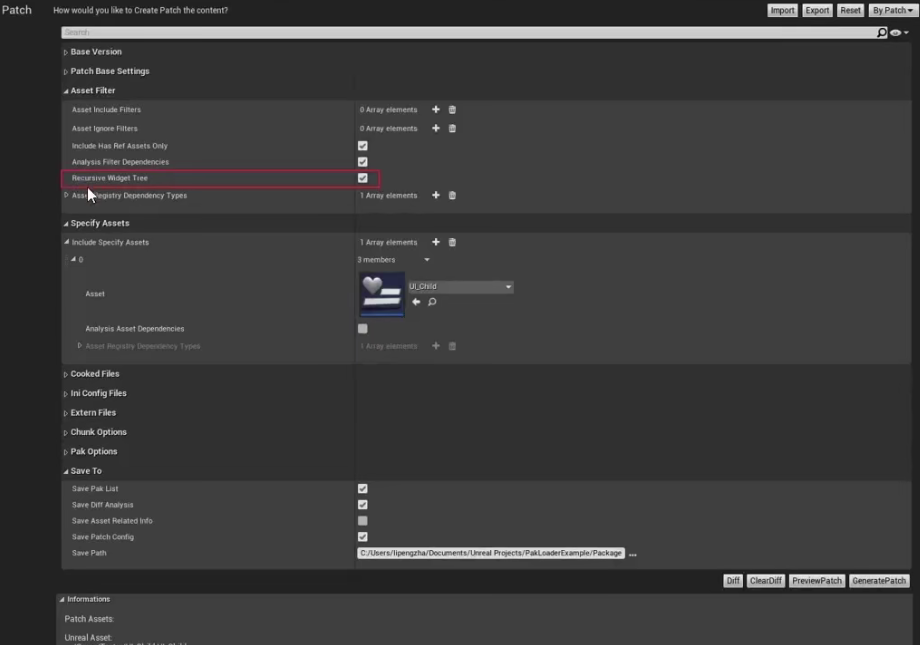 Patch How would you like to Create Patch the content? Import Export Reset By Patch
Search
Base Version
Patch Base Settings
Asset Filter
Asset Include Filters 0 Array elements
Asset Ignore Filters 0 Array elements
Include Has Ref Assets Only
Analysis Filter Dependencies
Recursive Widget Tree
Asset Registry Dependency Types 1 Array elements
Specify Assets
Include Specify Assets 1 Array elements
0 3 members
UI_Child
Asset
Analysis Asset Dependencies
Asset Registry Dependency Types 1 Array elements
Cooked Files
Ini Config Files
Extern Files
Chunk Options
Pak Options
Save To
Save Pak List
Save Diff Analysis
Save Asset Related Info
Save Patch Config
Save Path C:/Users/lipengzha/Documents/Unreal Projects/PakLoaderExample/Package ...
Diff ClearDiff PreviewPatch GeneratePatch
Informations
Patch Assets:
Unreal Asset: